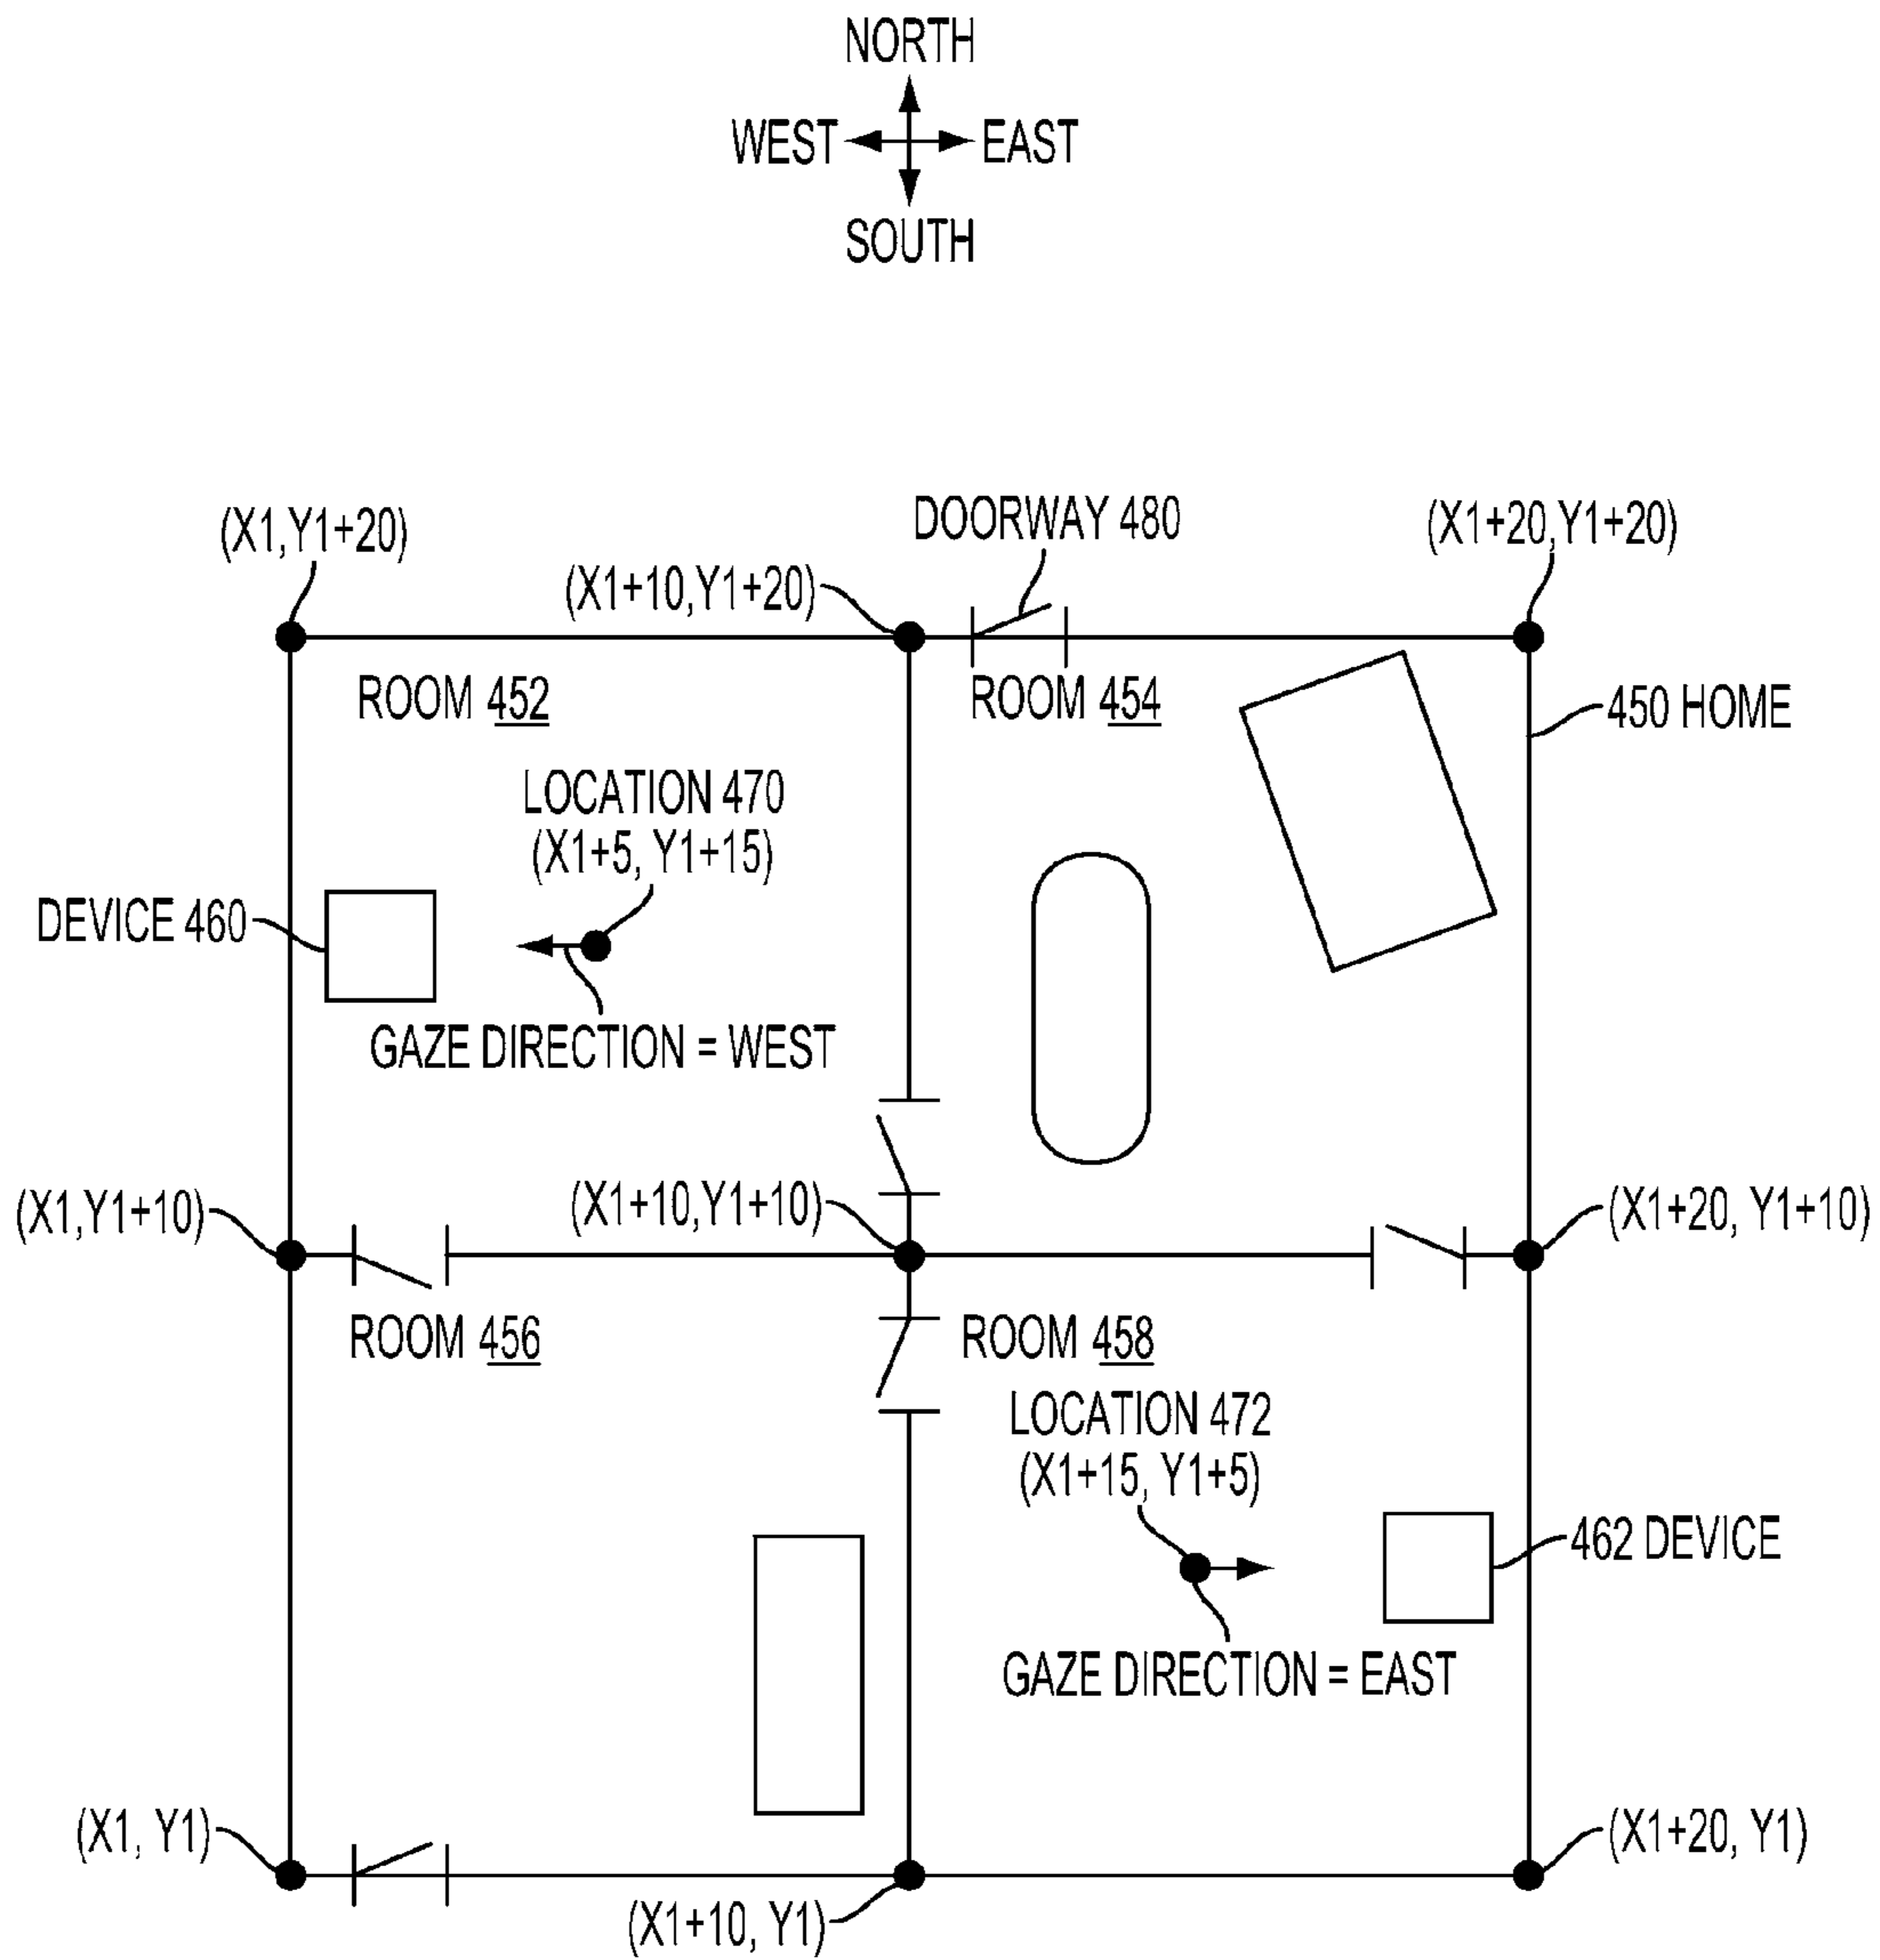 NORTH
WEST EAST
SOUTH
(X1,Y1+20)
DOORWAY 480
(X1+20,Y1+20)
(X1+10,Y1+20)
ROOM 452
ROOM 454
450 HOME
LOCATION 470
(X1+5, Y1+15)
DEVICE 460
GAZE DIRECTION = WEST
(X1,Y1+10)
(X1+10,Y1+10)
(X1+20, Y1+10)
ROOM 456
ROOM 458
LOCATION 472
(X1+15, Y1+5)
462 DEVICE
GAZE DIRECTION = EAST
(X1, Y1)
(X1+20, Y1)
(X1+10, Y1)